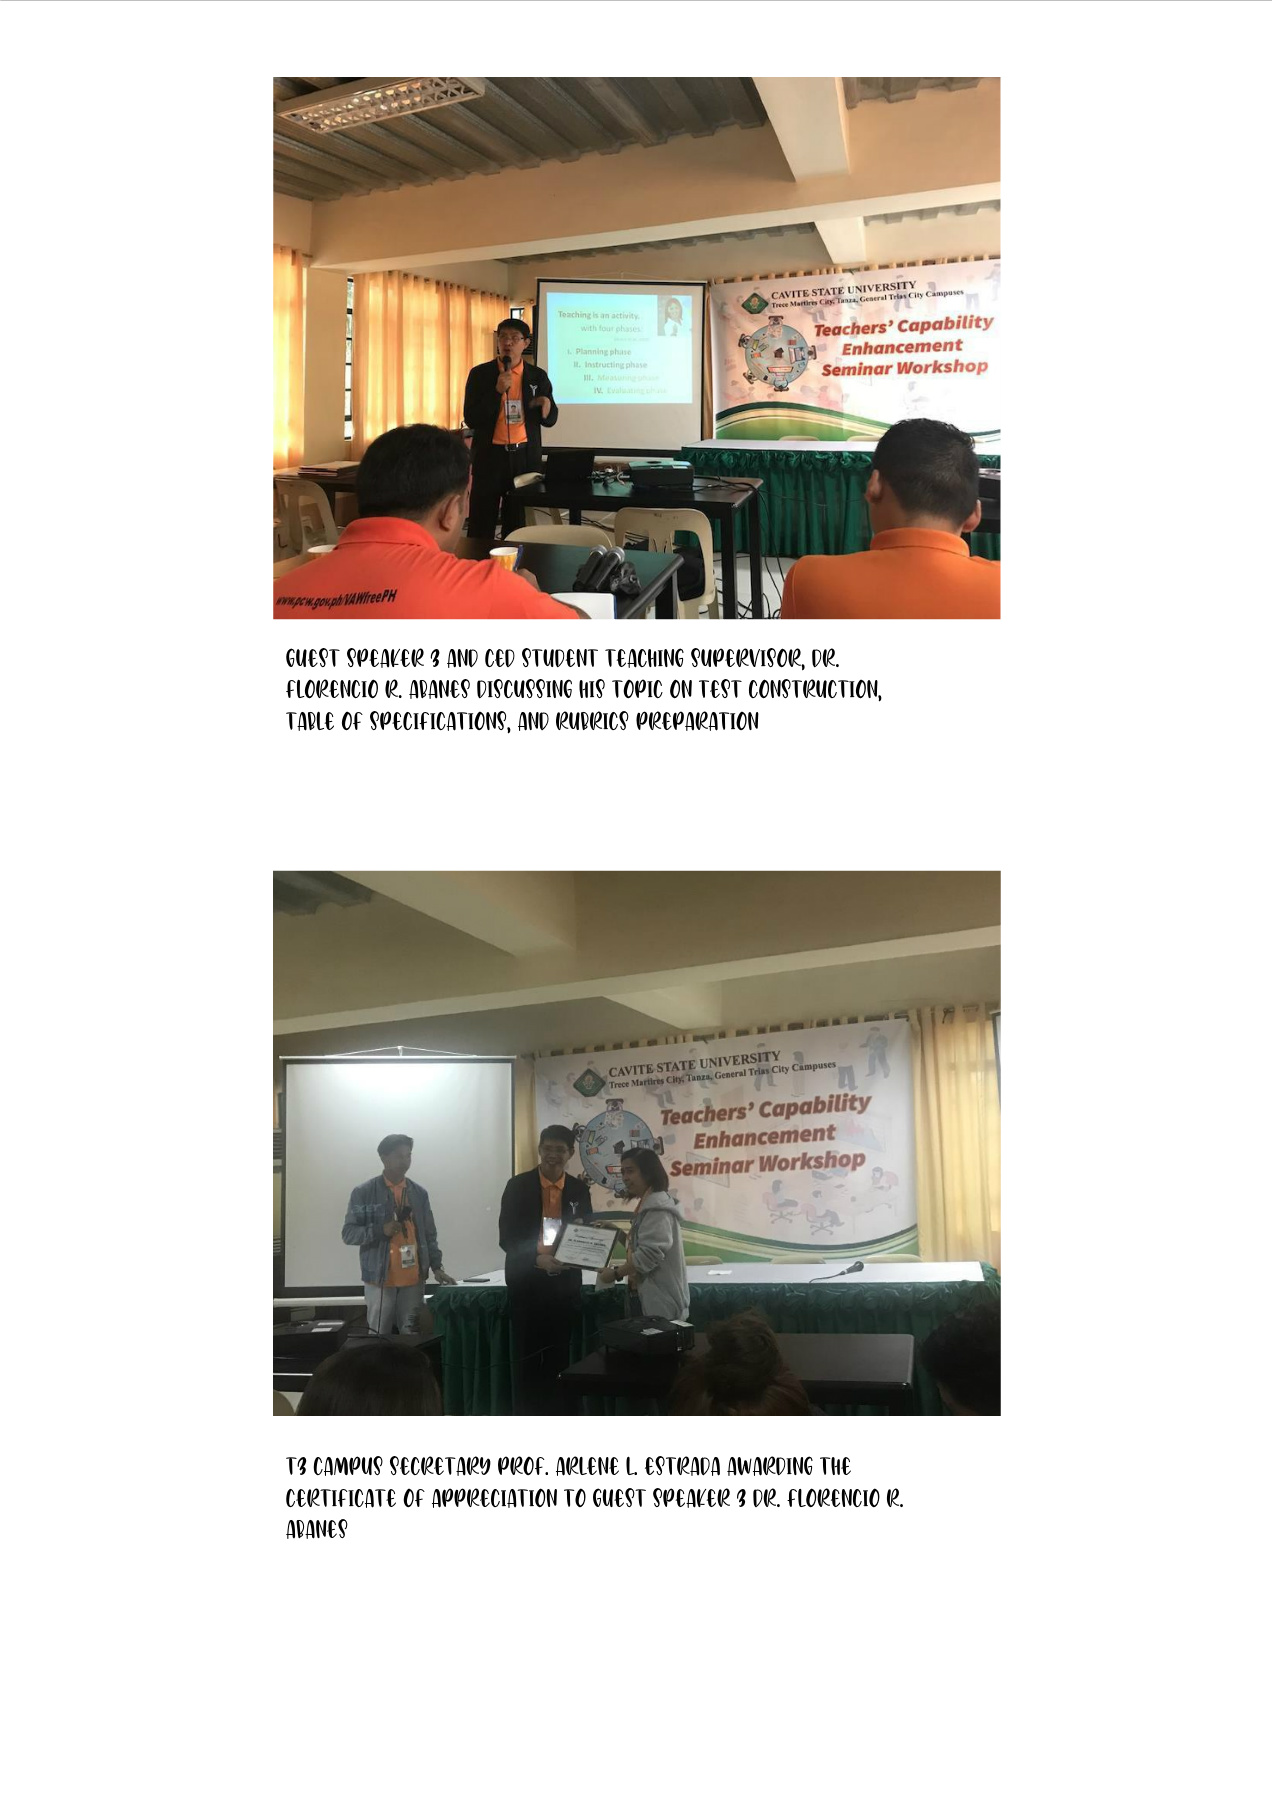 Teaching is an activity,
with four phases.
I. Planning phase
II. Instructing phase
III. Measuring phase
IV. Evaluating phase
CAVITE STATE UNIVERSITY
Trece Martires City, Tanza, General Trias City Campuses
Teachers' Capability
Enhancement
Seminar Workshop
www.pcw.gov.ph/VAWfreePH
GUEST SPEAKER 3 AND CED STUDENT TEACHING SUPERVISOR, DR.
FLORENCIO R. ABANES DISCUSSING HIS TOPIC ON TEST CONSTRUCTION,
TABLE OF SPECIFICATIONS, AND RUBRICS PREPARATION
CAVITE STATE UNIVERSITY
Trece Martires City, Tanza, General Trias City Campuses
Teachers' Capability
Enhancement
Seminar Workshop
T3 CAMPUS SECRETARY PROF. ARLENE L. ESTRADA AWARDING THE
CERTIFICATE OF APPRECIATION TO GUEST SPEAKER 3 DR. FLORENCIO R.
ABANES